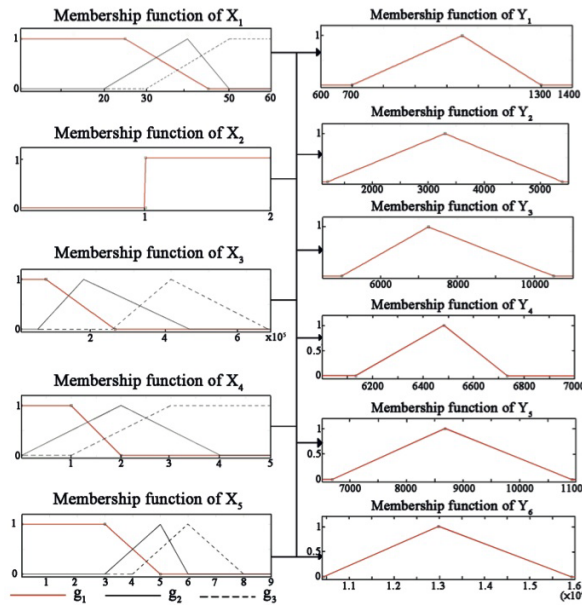 Membership function of X1
1
0
20 30 50 60
Membership function of X2
1
0
1 2
Membership function of X3
1
0
2 4 6
x10⁵
Membership function of X4
1
0
1 2 3 4 5
Membership function of X5
1
0
1 2 3 4 5 6 7 8 9
g1 g2 g3
Membership function of Y1
1
0
600 700 1300 1400
Membership function of Y2
1
0
2000 3000 4000 5000
Membership function of Y3
1
0
6000 8000 10000
Membership function of Y4
1
0.5
0
6200 6400 6600 6800 7000
Membership function of Y5
1
0
7000 8000 9000 10000 11000
Membership function of Y6
1
0.5
0
1.1 1.2 1.3 1.4 1.5 1.6